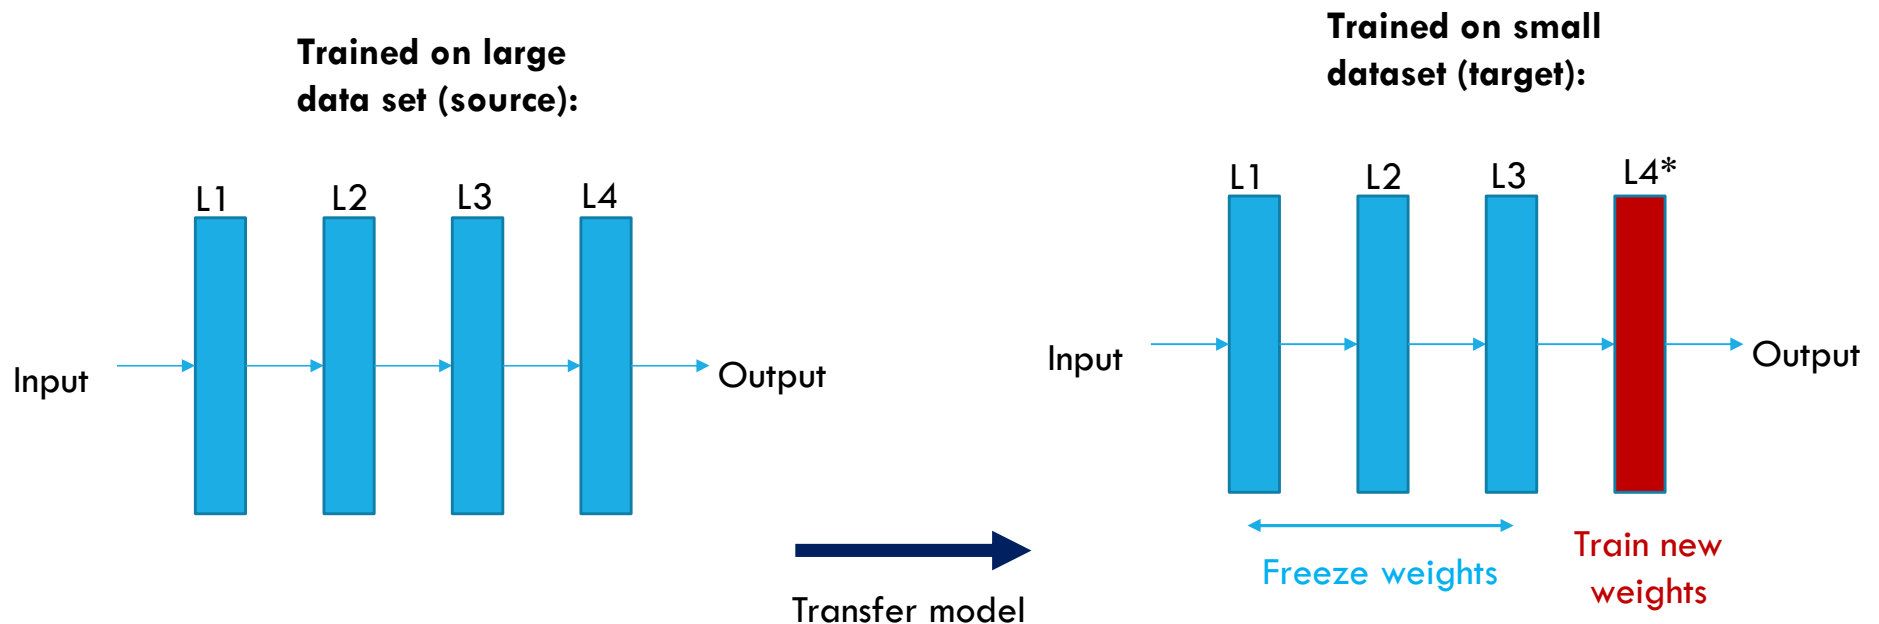 Trained on large
data set (source):
L1
L2
L3
L4
Input
Output
Transfer model
Trained on small
dataset (target):
L1
L2
L3
L4*
Input
Output
Freeze weights
Train new
weights